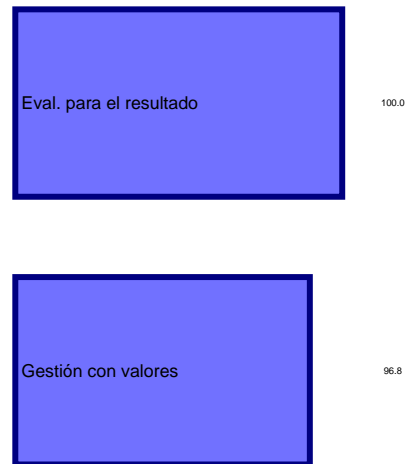 Eval. para el resultado 100.0
Gestión con valores 96.8